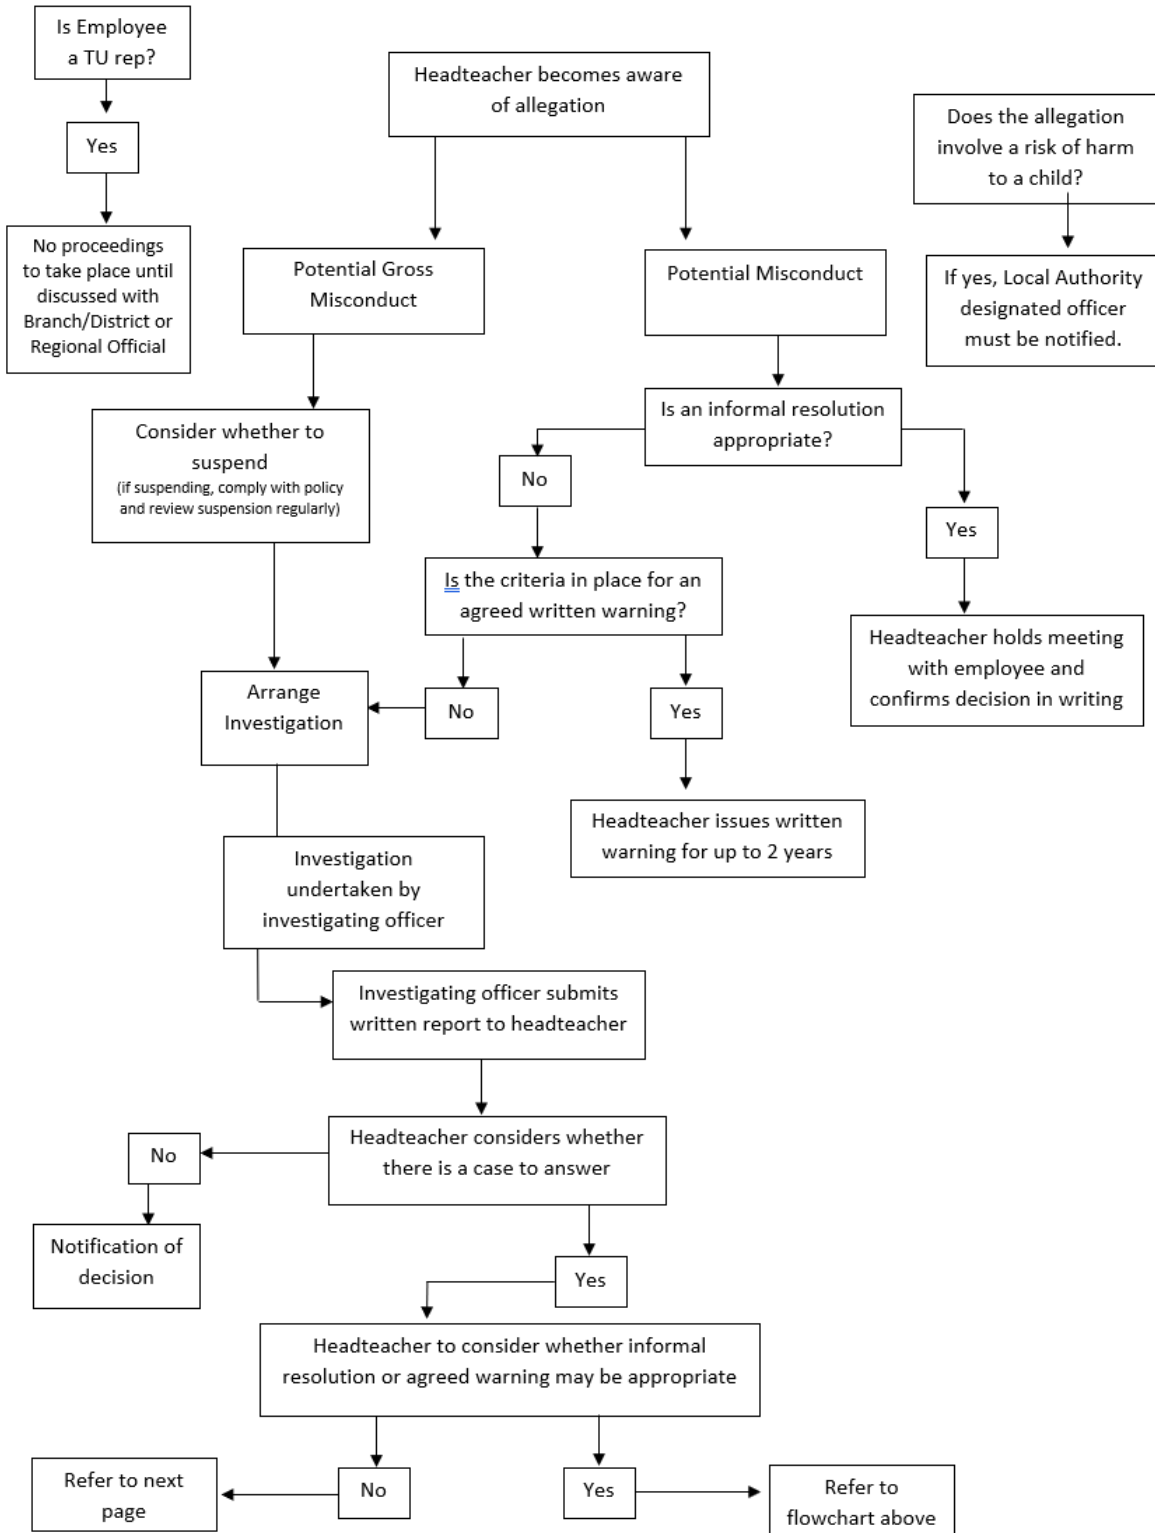 Is Employee
a TU rep?
Yes
No proceedings
to take place until
discussed with
Branch/District or
Regional Official
Headteacher becomes aware
of allegation
Does the allegation
involve a risk of harm
to a child?
If yes, Local Authority
designated officer
must be notified.
Potential Gross
Misconduct
Potential Misconduct
Consider whether to
suspend
(if suspending, comply with policy
and review suspension regularly)
Is an informal resolution
appropriate?
No
Yes
Is the criteria in place for an
agreed written warning?
Headteacher holds meeting
with employee and
confirms decision in writing
Arrange
Investigation
No
Yes
Headteacher issues written
warning for up to 2 years
Investigation
undertaken by
investigating officer
Investigating officer submits
written report to headteacher
Headteacher considers whether
there is a case to answer
No
Notification of
decision
Yes
Headteacher to consider whether informal
resolution or agreed warning may be appropriate
Refer to next
page
No
Yes
Refer to
flowchart above